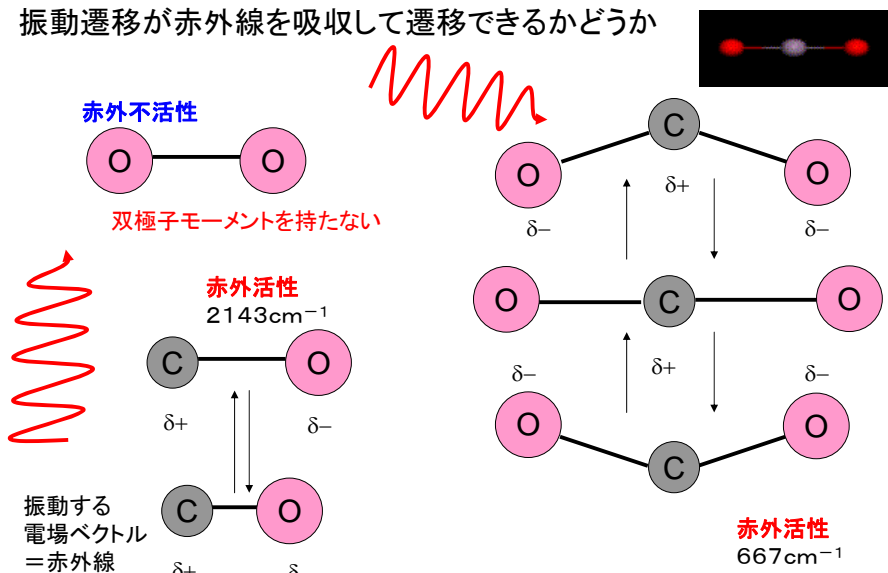 振動遷移が赤外線を吸収して遷移できるかどうか
赤外不活性
O O
双極子モーメントを持たない
赤外活性
2143cm⁻¹
C O
δ+ δ−
C O
δ+ δ
振動する
電場ベクトル
＝赤外線
C
O O
δ+
δ− δ−
O C O
δ− δ+ δ−
O O
C
赤外活性
667cm⁻¹